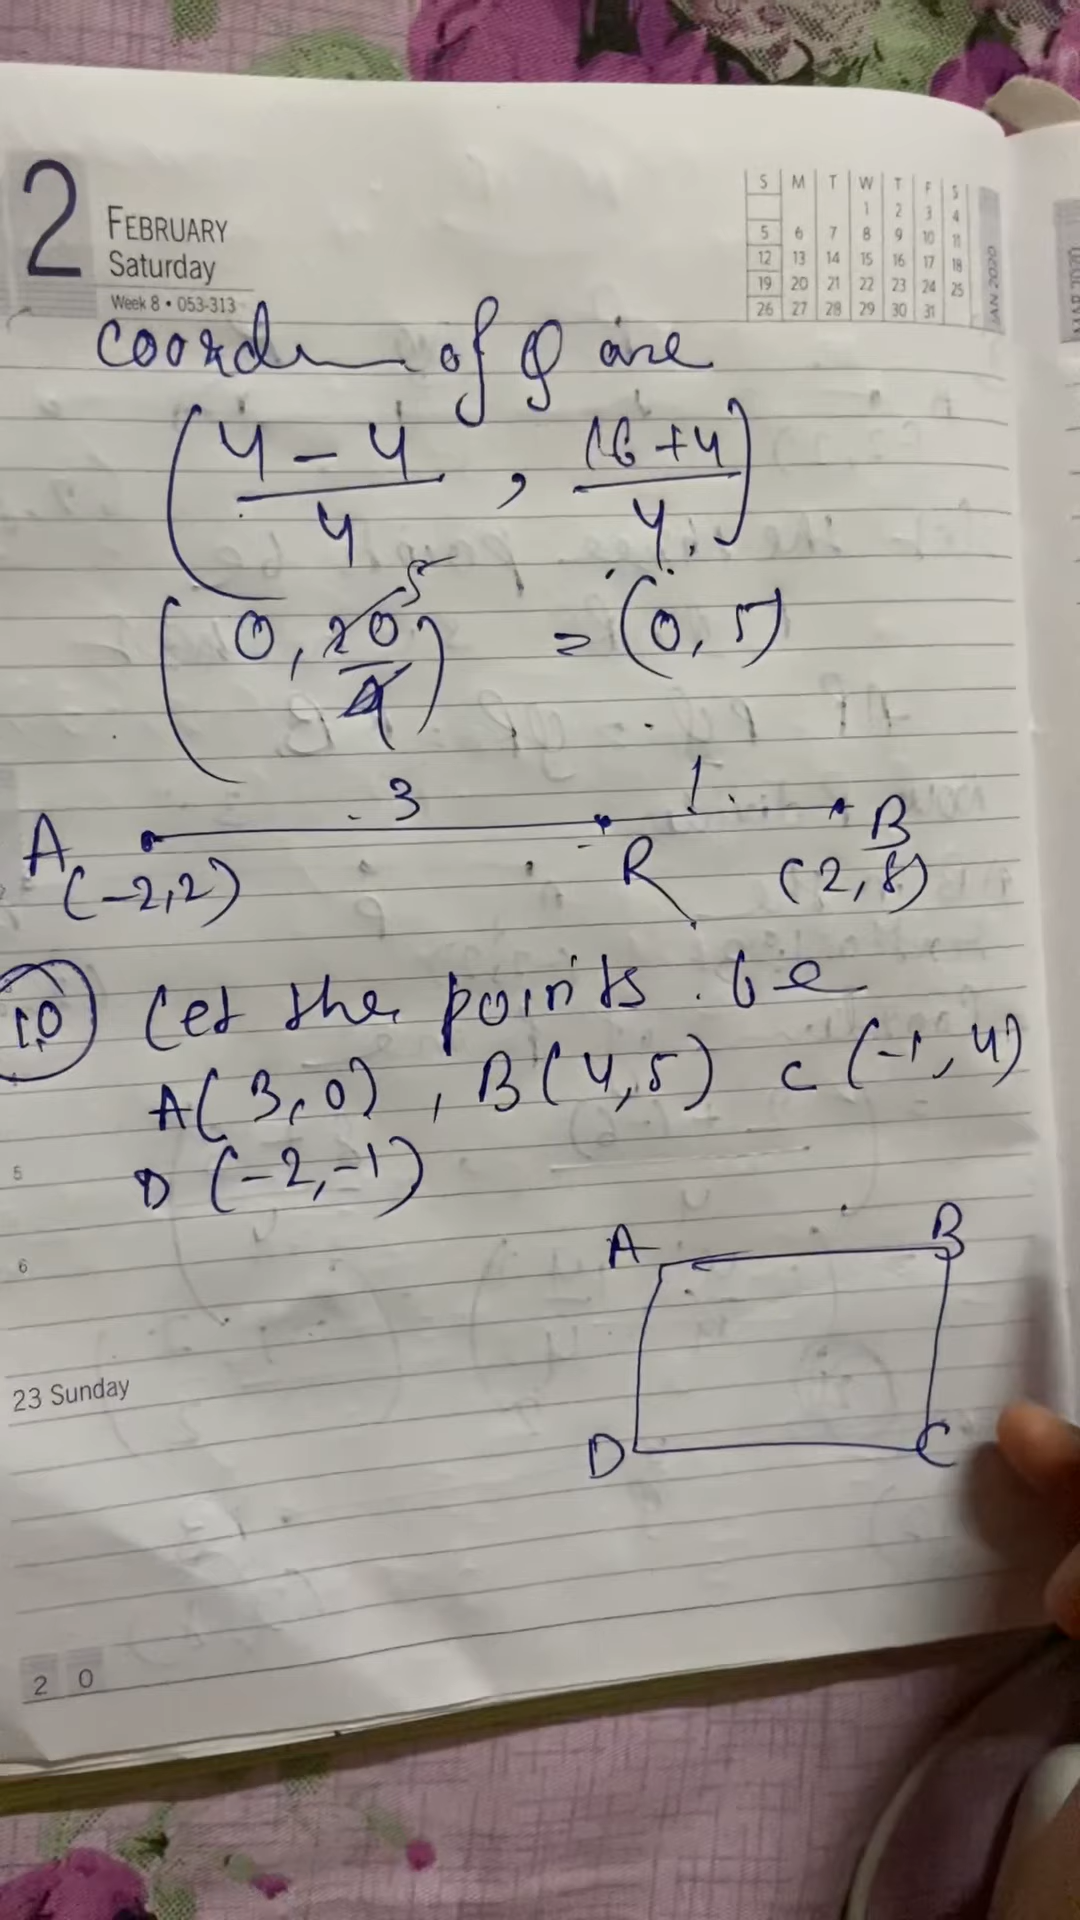 2
FEBRUARY
Saturday
Week 8 • 053-313
S M T W T F S
1 2 3 4
5 6 7 8 9 10 11
12 13 14 15 16 17 18
19 20 21 22 23 24 25
26 27 28 29 30 31
JAN 2020
of Q are
(4-4/4, 16+4/4)
(0, 20/4) 5 = (0, 5)
3 1
A R B
(-2,2) (2,8)
10 Let the points be
A(3,0), B(4,5) C(-1,4)
D(-2,-1)
A B
D C
5
6
23 Sunday
2 0